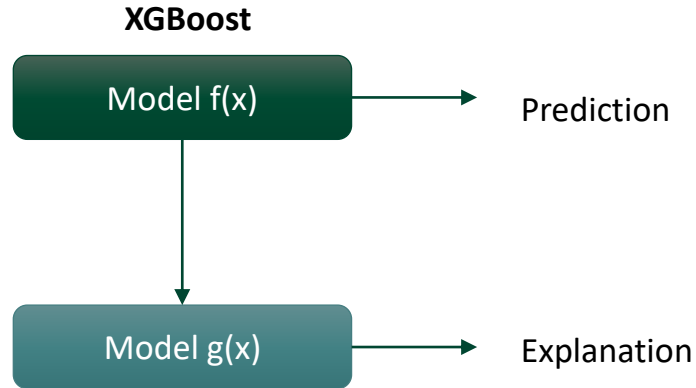 XGBoost
Model f(x)
Prediction
Model g(x)
Explanation